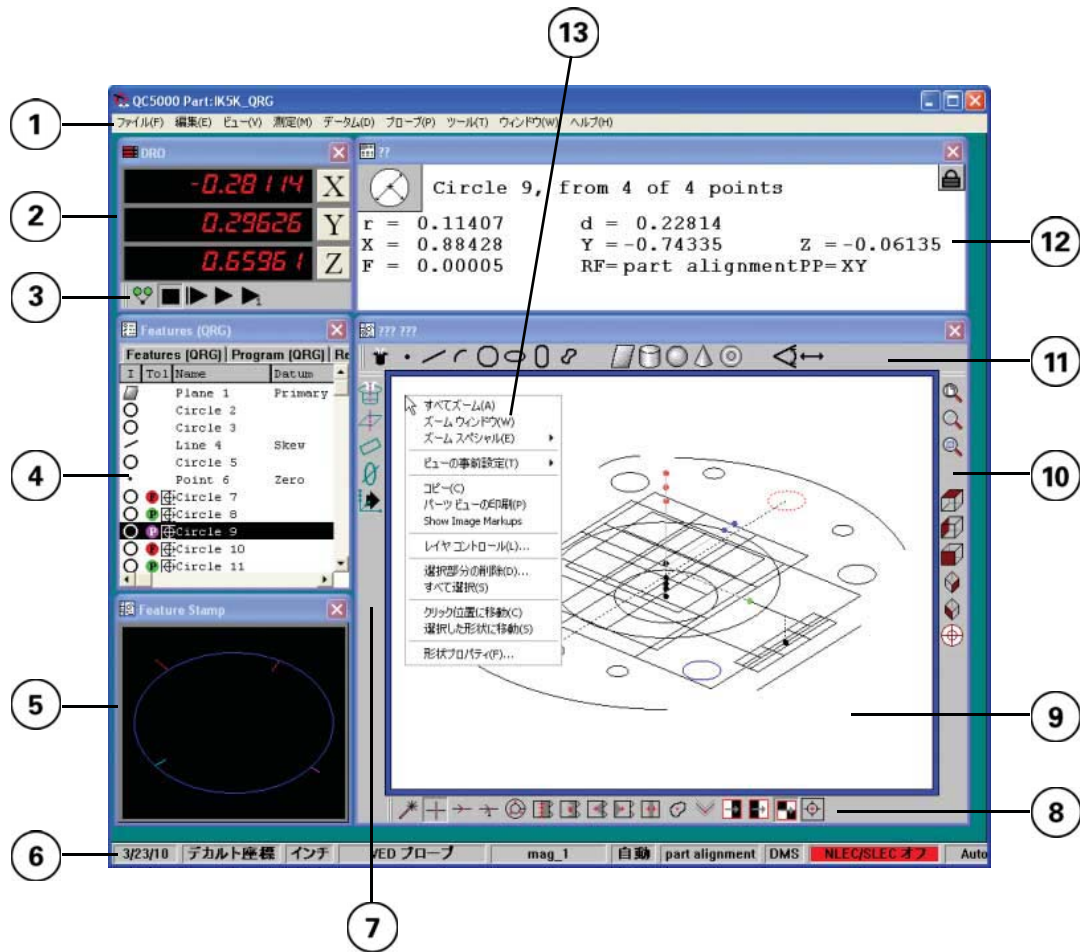 13
QC5000 Part:IK5K_QRG
1
ファイル(F) 編集(E) ビュー(V) 測定(M) データム(D) プローブ(P) ツール(T) ウィンドウ(W) ヘルプ(H)
DRO
-0.28114 X
2
0.29626 Y
0.65961 Z
3
1
??
Circle 9, from 4 of 4 points
r = 0.11407 d = 0.22814
X = 0.88428 Y =-0.74335 Z =-0.06135
12
F = 0.00005 RF=part alignmentPP=XY
Features (QRG)
Features (QRG) Program (QRG) Re
I Tol Name Datum
Plane 1 Primary
Circle 2
Circle 3
Line 4 Skew
Circle 5
4
Point 6 Zero
P Circle 7
P Circle 8
P Circle 9
P Circle 10
P Circle 11
??? ???
11
すべてズーム(A)
ズーム ウィンドウ(W)
ズーム スペシャル(E)
ビューの事前設定(T)
コピー(C)
パーツ ビューの印刷(P)
Show Image Markups
レイヤ コントロール(L)...
選択部分の削除(D)...
すべて選択(S)
クリック位置に移動(C)
選択した形状に移動(S)
形状プロパティ(F)...
10
9
Feature Stamp
5
8
6
3/23/10 デカルト座標 インチ VED プローブ mag_1 自動 part alignment DMS NLEC/SLEC オフ Auto
7